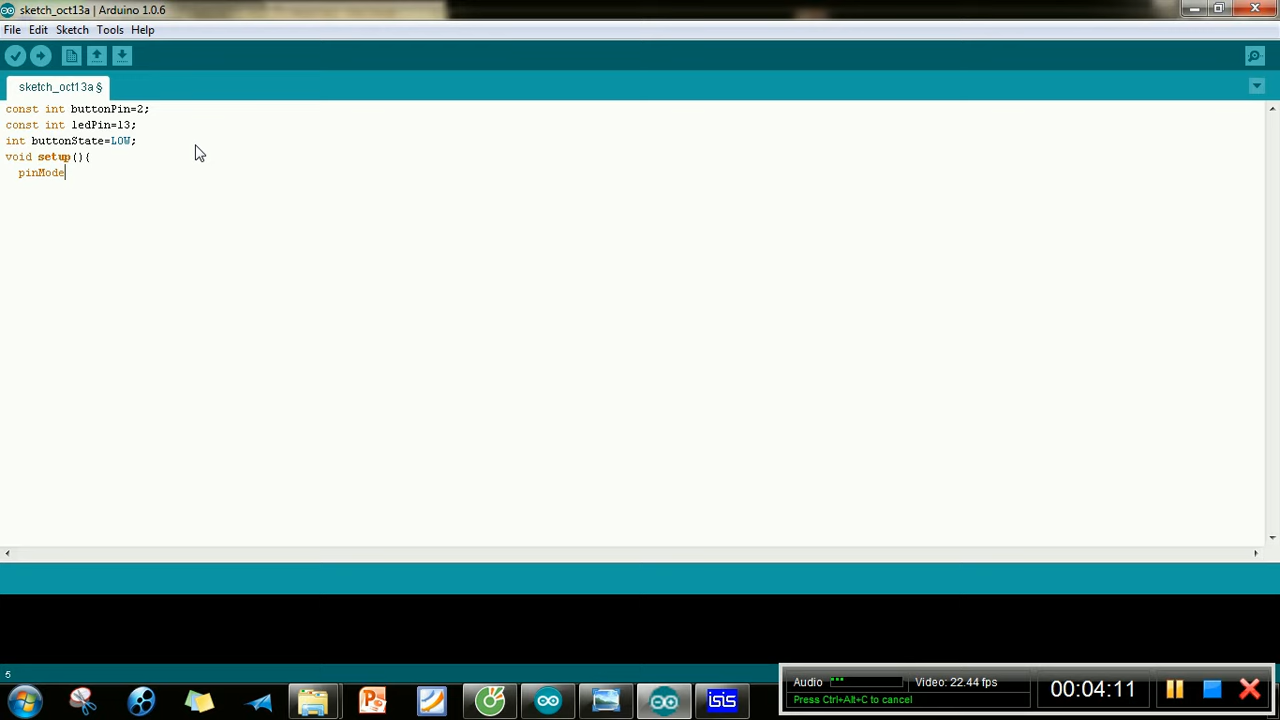 sketch_oct13a | Arduino 1.0.6
File Edit Sketch Tools Help
sketch_oct13a §
const int buttonPin=2;
const int ledPin=13;
int buttonState=LOW;
void setup(){
pinMode
5
Audio
Video: 22.44 fps
Press Ctrl+Alt+C to cancel
00:04:11
isis